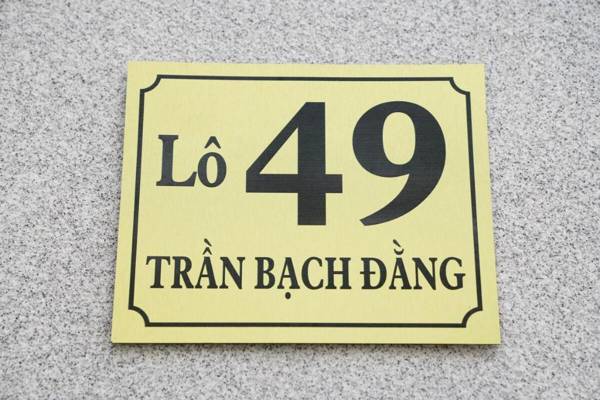 Lô 49
TRẦN BẠCH ĐẰNG